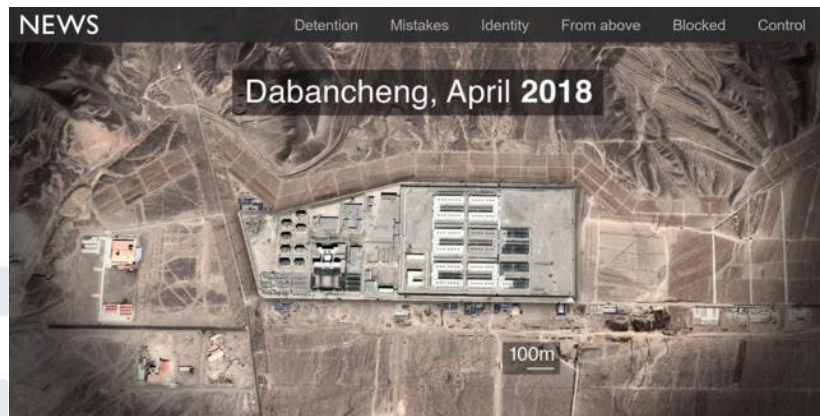 NEWS Detention Mistakes Identity From above Blocked Control
Dabancheng, April 2018
100m